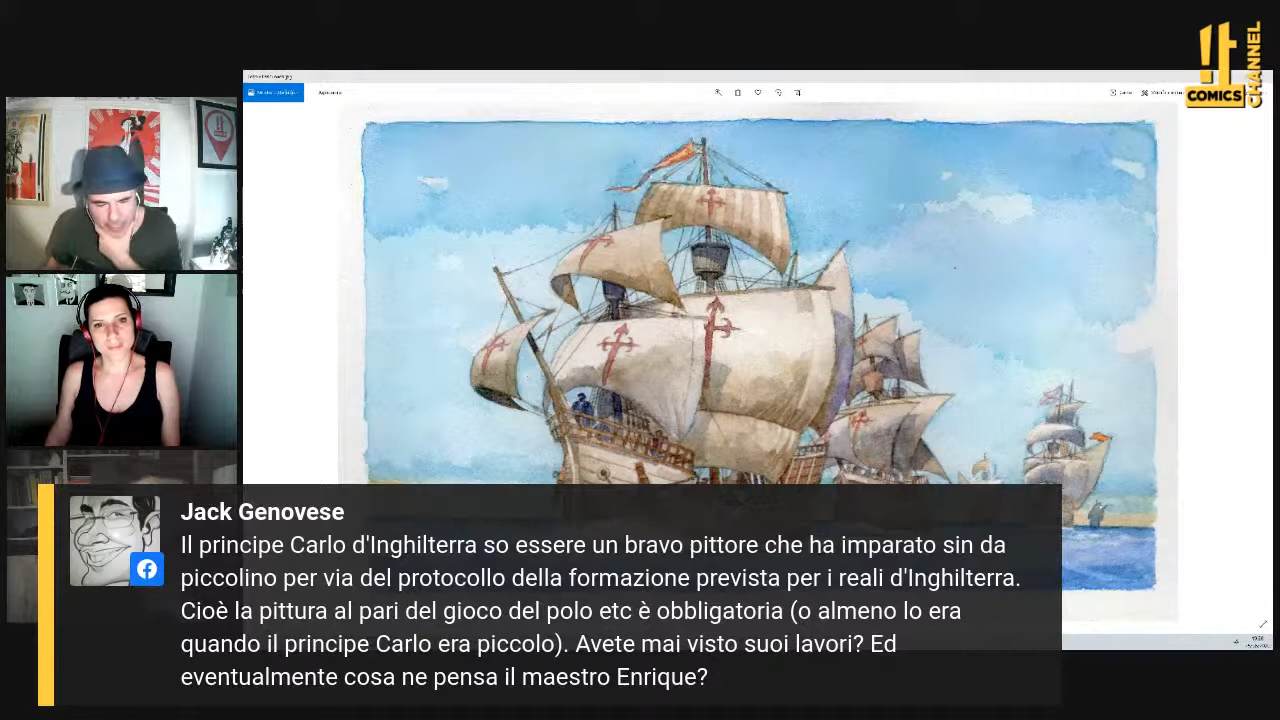 COMICS
CHANNEL
Jack Genovese
Il principe Carlo d'Inghilterra so essere un bravo pittore che ha imparato sin da
piccolino per via del protocollo della formazione prevista per i reali d'Inghilterra.
Cioè la pittura al pari del gioco del polo etc è obbligatoria (o almeno lo era
quando il principe Carlo era piccolo). Avete mai visto suoi lavori? Ed
eventualmente cosa ne pensa il maestro Enrique?